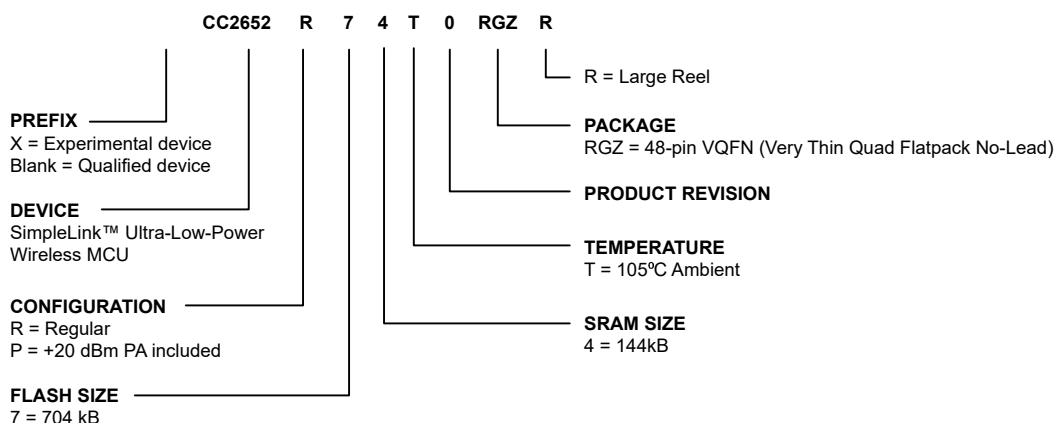 CC2652 R 7 4 T 0 RGZ R
PREFIX
X = Experimental device
Blank = Qualified device
DEVICE
SimpleLink™ Ultra-Low-Power
Wireless MCU
CONFIGURATION
R = Regular
P = +20 dBm PA included
FLASH SIZE
7 = 704 kB
R = Large Reel
PACKAGE
RGZ = 48-pin VQFN (Very Thin Quad Flatpack No-Lead)
PRODUCT REVISION
TEMPERATURE
T = 105ºC Ambient
SRAM SIZE
4 = 144kB